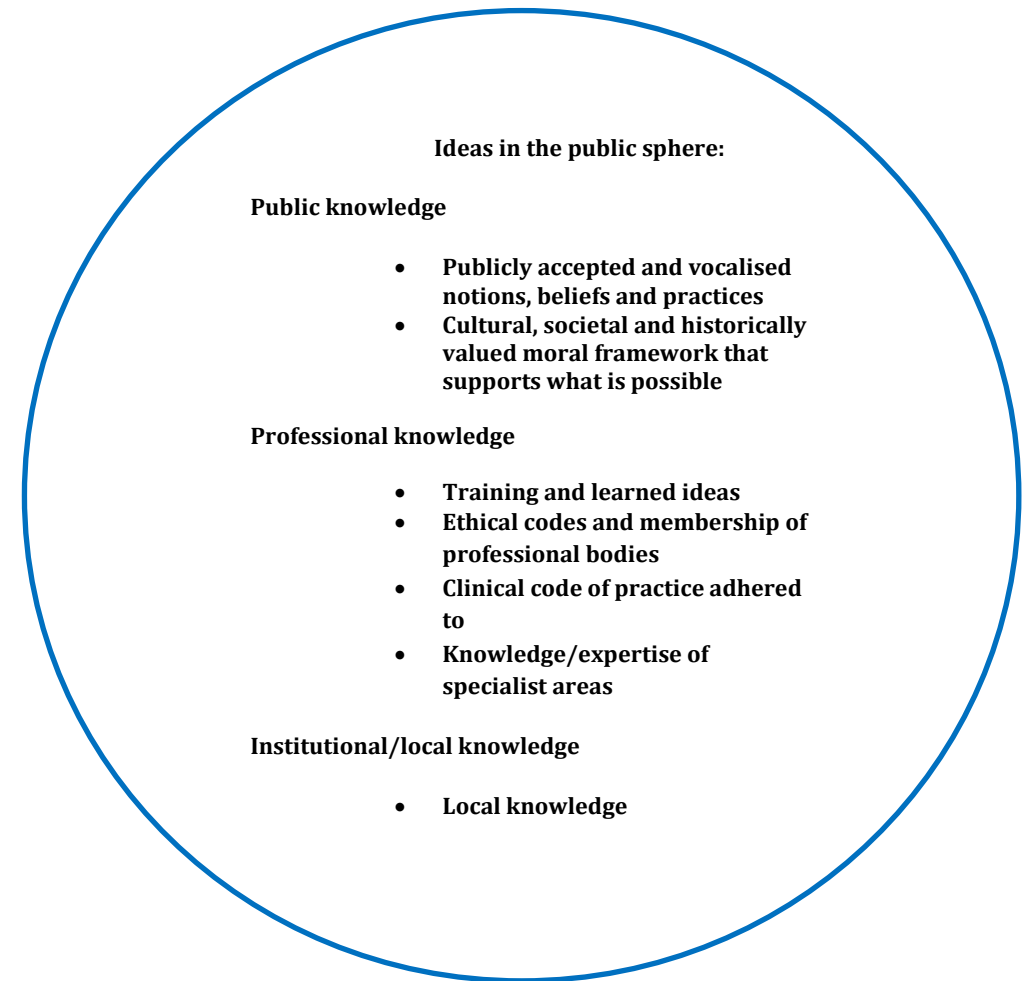 Ideas in the public sphere:
Public knowledge
• Publicly accepted and vocalised
notions, beliefs and practices
• Cultural, societal and historically
valued moral framework that
supports what is possible
Professional knowledge
• Training and learned ideas
• Ethical codes and membership of
professional bodies
• Clinical code of practice adhered
to
• Knowledge/expertise of
specialist areas
Institutional/local knowledge
• Local knowledge